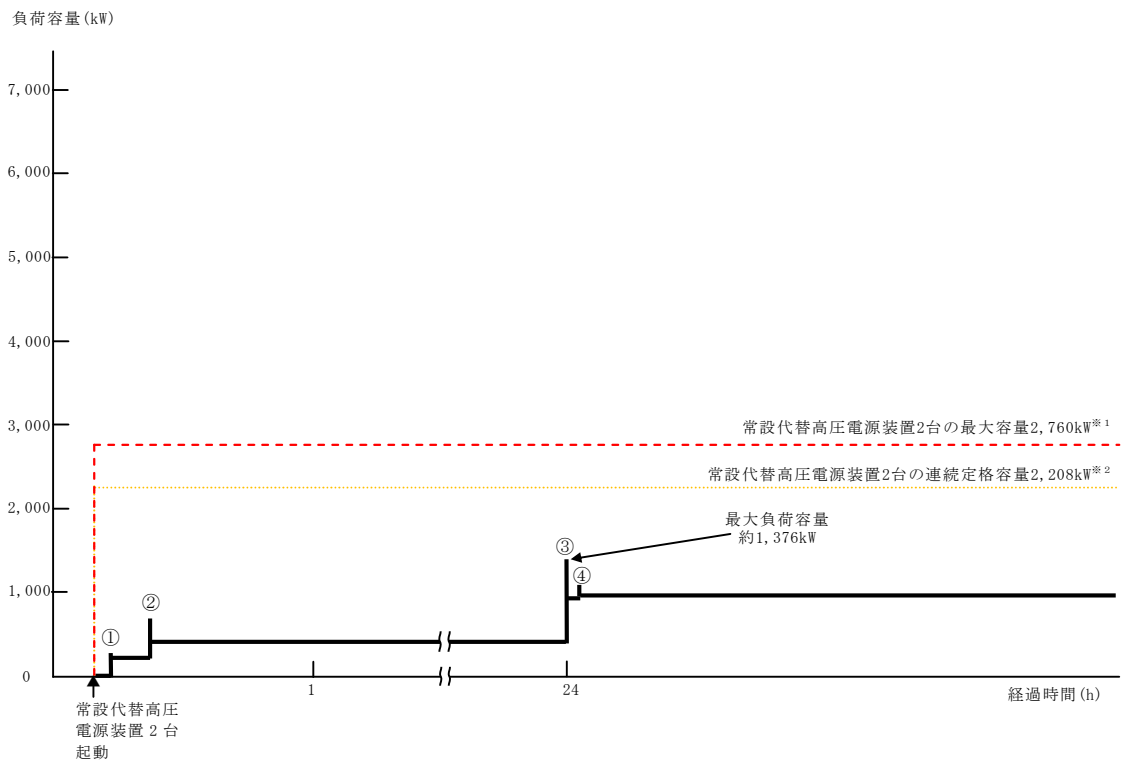 負荷容量(kW)
7,000
6,000
5,000
4,000
3,000
常設代替高圧電源装置2台の最大容量2,760kW※1
常設代替高圧電源装置2台の連続定格容量2,208kW※2
2,000
最大負荷容量
約1,376kW
③
④
1,000
②
①
0
1
24
経過時間(h)
常設代替高圧
電源装置2台
起動